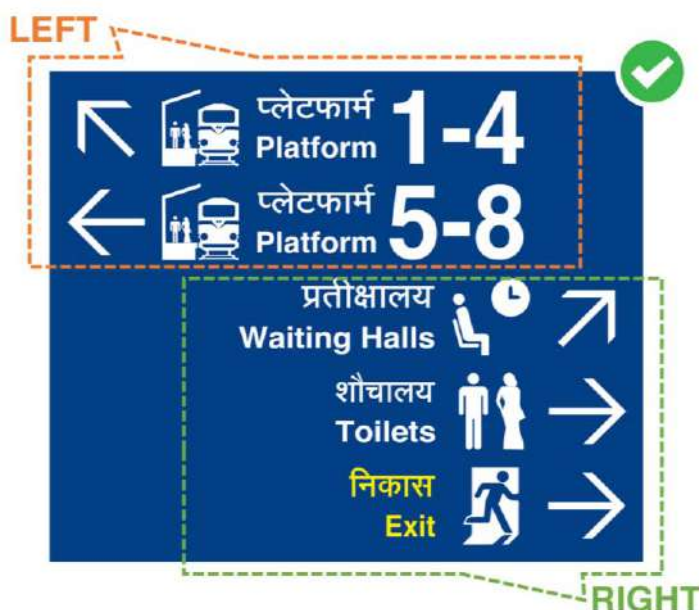 LEFT
प्लेटफार्म
Platform
1-4
प्लेटफार्म
Platform
5-8
प्रतीक्षालय
Waiting Halls
शौचालय
Toilets
निकास
Exit
RIGHT